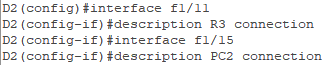 D2(config)#interface f1/11
D2(config-if)#description R3 connection
D2(config-if)#interface f1/15
D2(config-if)#description PC2 connection